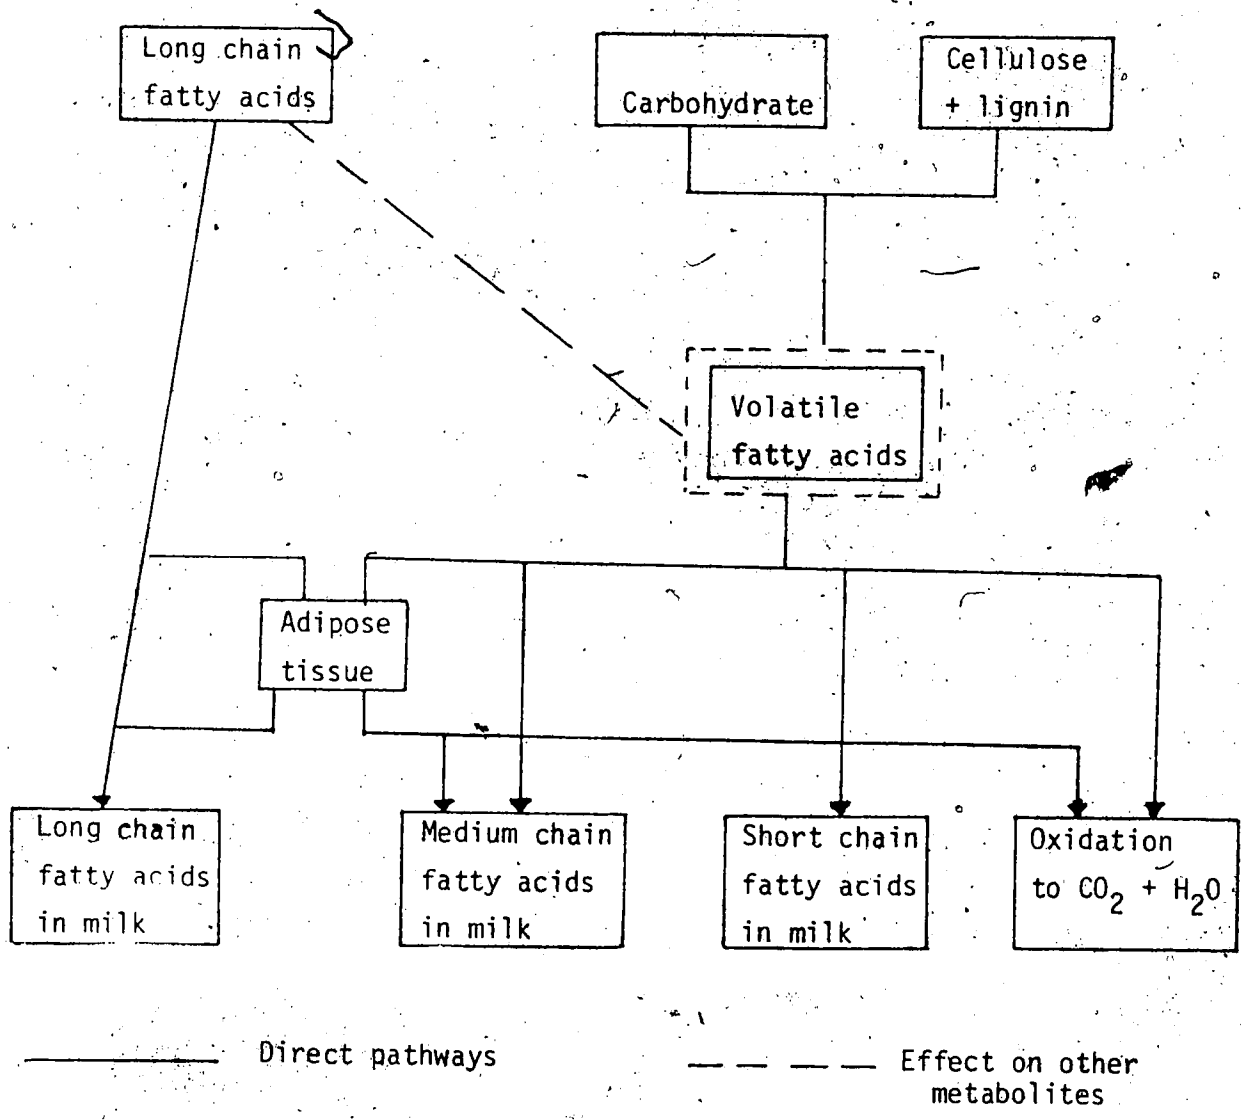 Long chain
fatty acids
Carbohydrate
Cellulose
+ lignin
Volatile
fatty acids
Adipose
tissue
Long chain
fatty acids
in milk
Medium chain
fatty acids
in milk
Short chain
fatty acids
in milk
Oxidation
to CO₂ + H₂O
Direct pathways
Effect on other
metabolites